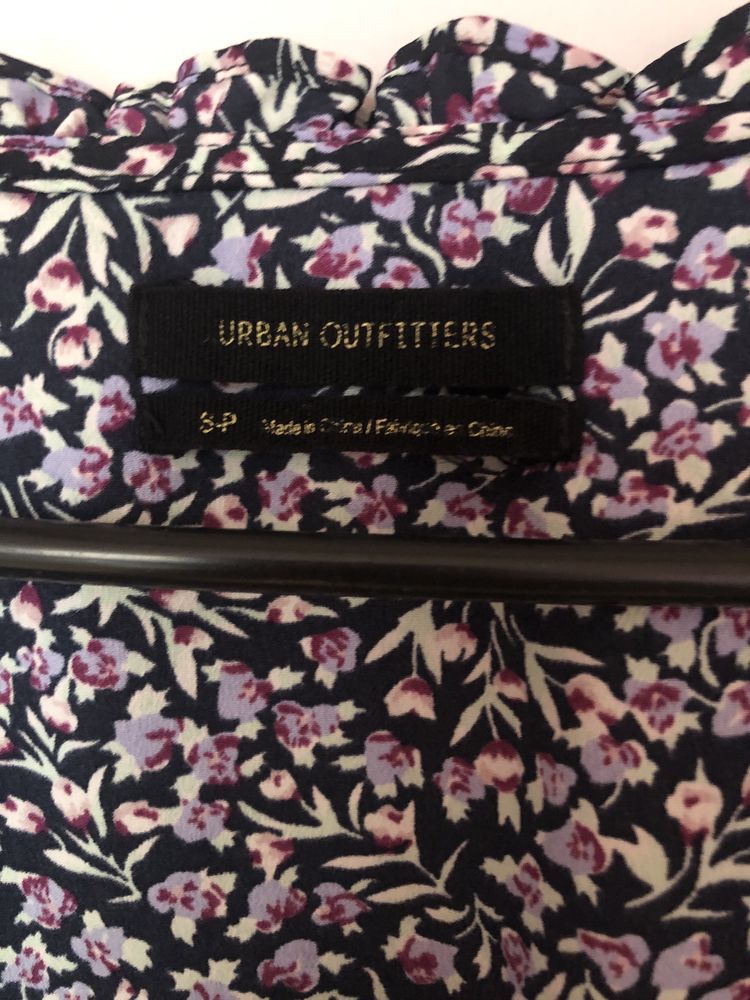 URBAN OUTFITTERS
S-P Made in China / Fabriqué en Chine